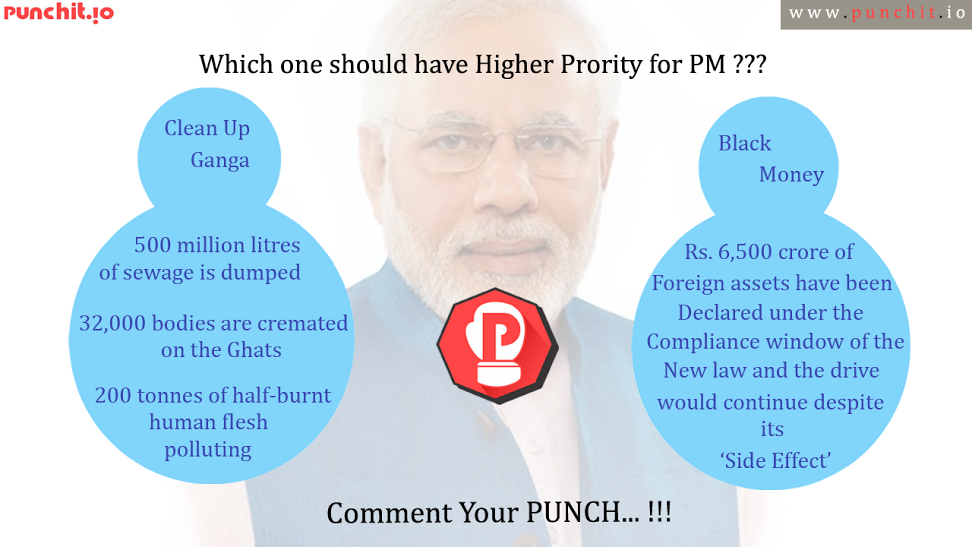 punchit.io
www.punchit.io
Which one should have Higher Prority for PM ???
Clean Up
Ganga
500 million litres
of sewage is dumped
32,000 bodies are cremated
on the Ghats
200 tonnes of half-burnt
human flesh
polluting
Black
Money
Rs. 6,500 crore of
Foreign assets have been
Declared under the
Compliance window of the
New law and the drive
would continue despite
its
‘Side Effect’
P
Comment Your PUNCH... !!!